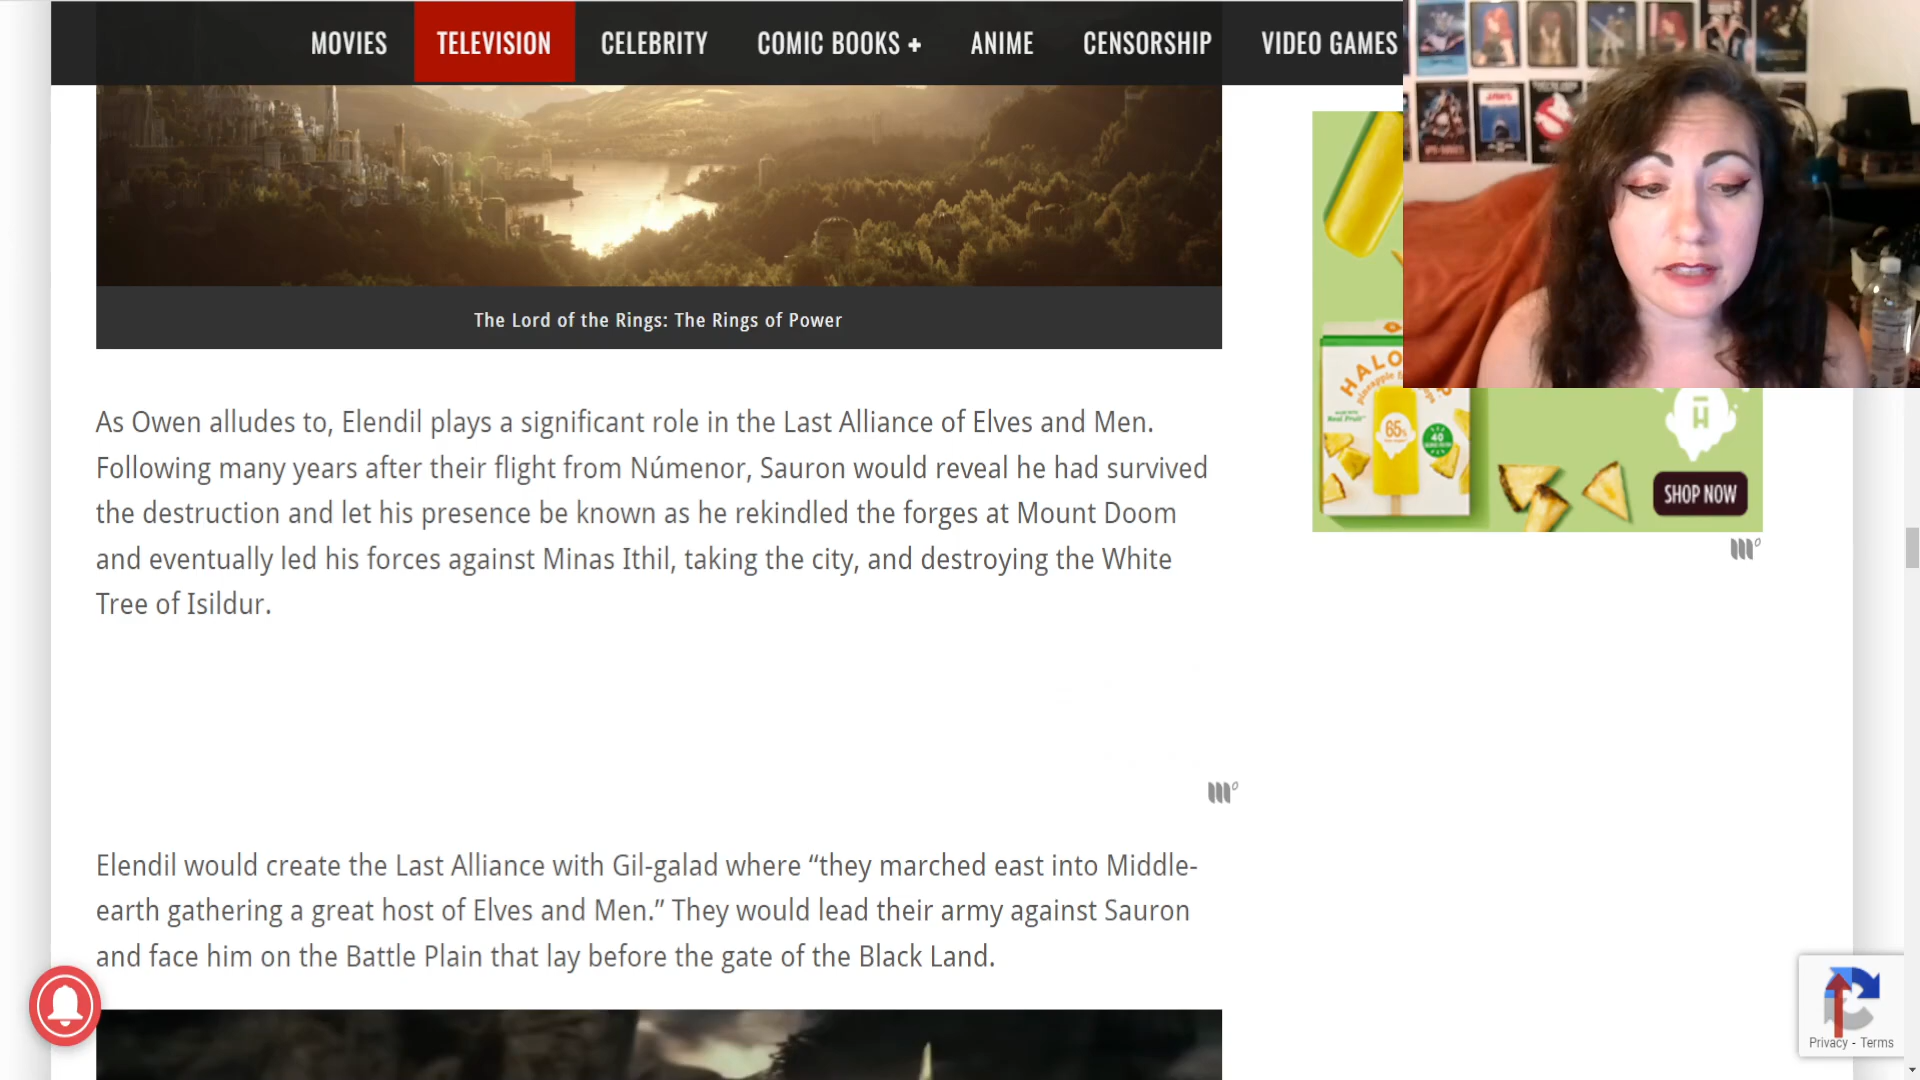 MOVIES TELEVISION CELEBRITY COMIC BOOKS + ANIME CENSORSHIP VIDEO GAMES
The Lord of the Rings: The Rings of Power
As Owen alludes to, Elendil plays a significant role in the Last Alliance of Elves and Men.
Following many years after their flight from Númenor, Sauron would reveal he had survived
the destruction and let his presence be known as he rekindled the forges at Mount Doom
and eventually led his forces against Minas Ithil, taking the city, and destroying the White
Tree of Isildur.
Elendil would create the Last Alliance with Gil-galad where “they marched east into Middle-
earth gathering a great host of Elves and Men.” They would lead their army against Sauron
and face him on the Battle Plain that lay before the gate of the Black Land.
HALO
pineapple
Real Fruit
65%
40
H
SHOP NOW
JAWS
Privacy - Terms